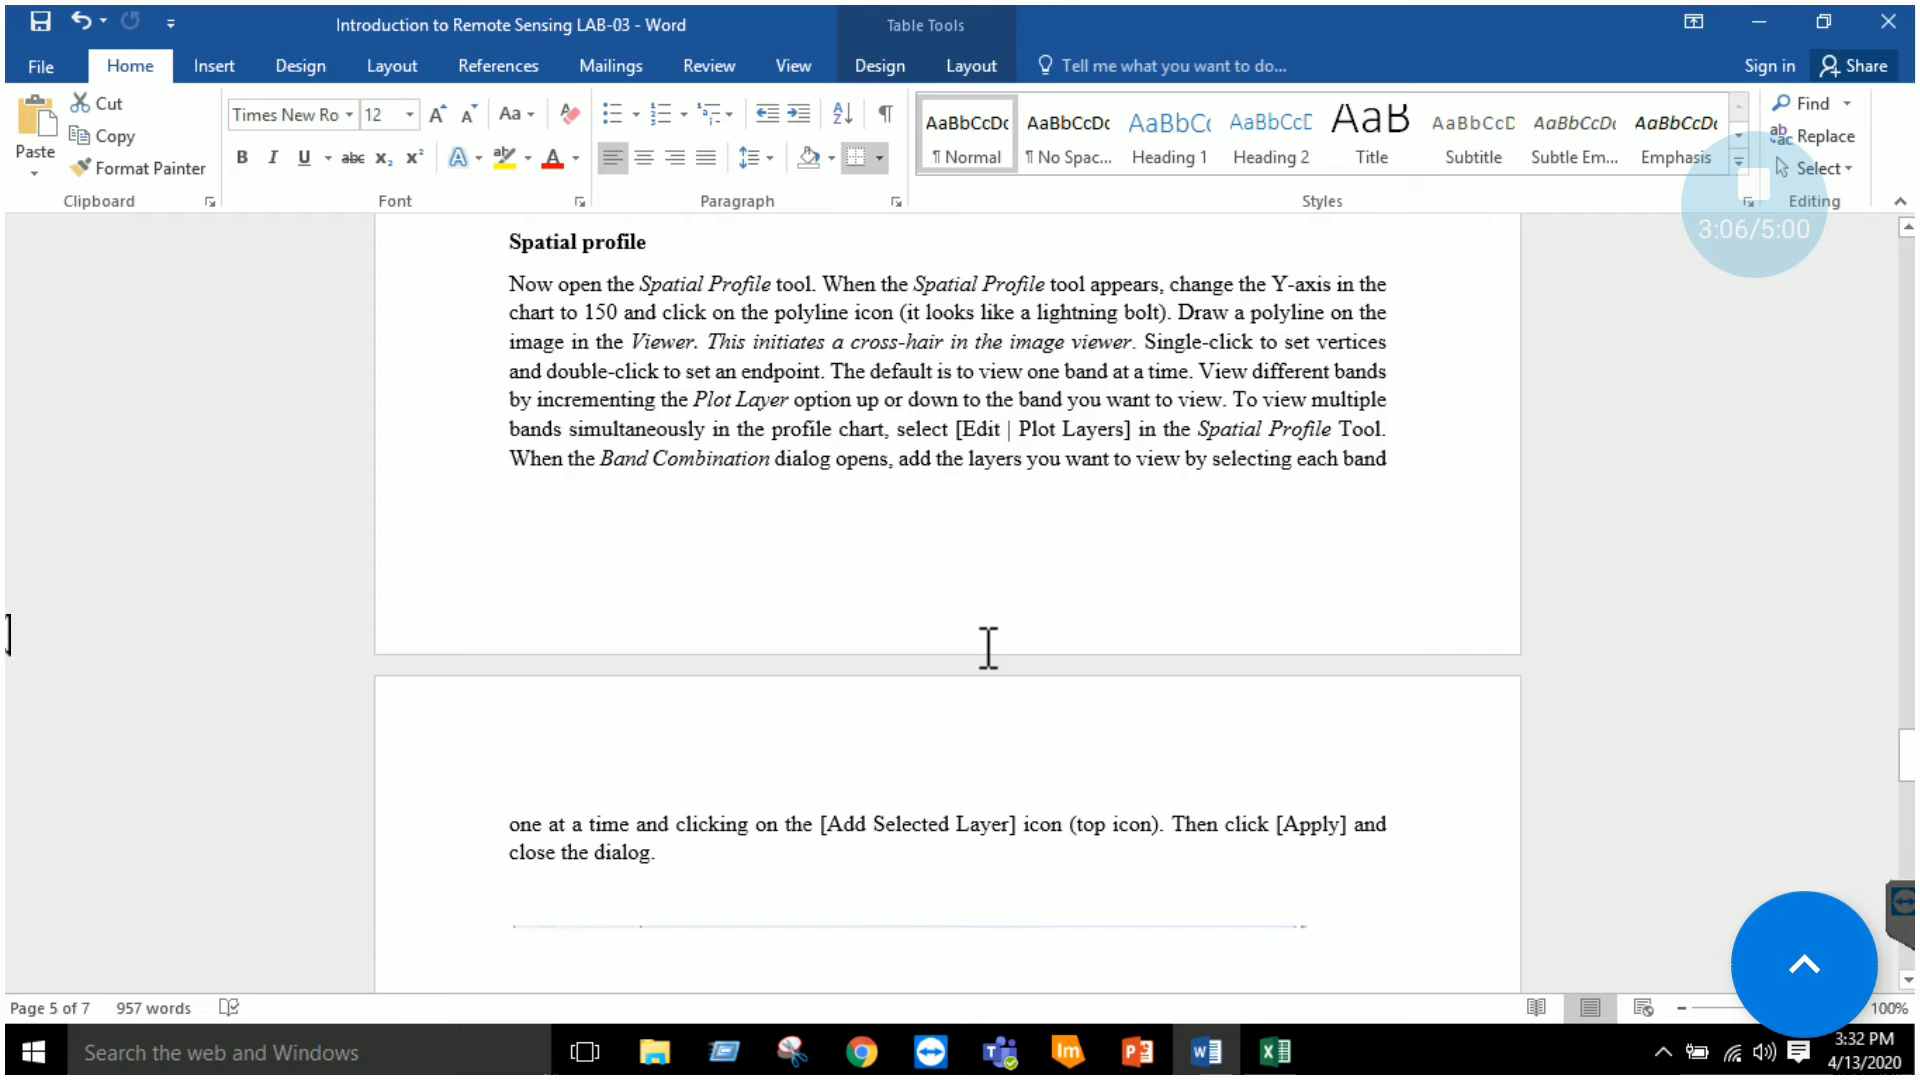 Introduction to Remote Sensing LAB-03 - Word
Table Tools
File
Home
Insert
Design
Layout
References
Mailings
Review
View
Design
Layout
Tell me what you want to do...
Sign in
Share
Paste
Cut
Copy
Format Painter
Clipboard
Times New Ro
12
Font
Paragraph
AaBbCcDc
¶ Normal
AaBbCcDc
¶ No Spac...
AaBbCc
Heading 1
AaBbCcD
Heading 2
AaB
Title
AaBbCcD
Subtitle
AaBbCcDc
Subtle Em...
AaBbCcDc
Emphasis
Styles
Find
Replace
Select
Editing
3:06/5:00
Spatial profile
Now open the Spatial Profile tool. When the Spatial Profile tool appears, change the Y-axis in the
chart to 150 and click on the polyline icon (it looks like a lightning bolt). Draw a polyline on the
image in the Viewer. This initiates a cross-hair in the image viewer. Single-click to set vertices
and double-click to set an endpoint. The default is to view one band at a time. View different bands
by incrementing the Plot Layer option up or down to the band you want to view. To view multiple
bands simultaneously in the profile chart, select [Edit | Plot Layers] in the Spatial Profile Tool.
When the Band Combination dialog opens, add the layers you want to view by selecting each band
one at a time and clicking on the [Add Selected Layer] icon (top icon). Then click [Apply] and
close the dialog.
Page 5 of 7
957 words
100%
Search the web and Windows
3:32 PM
4/13/2020